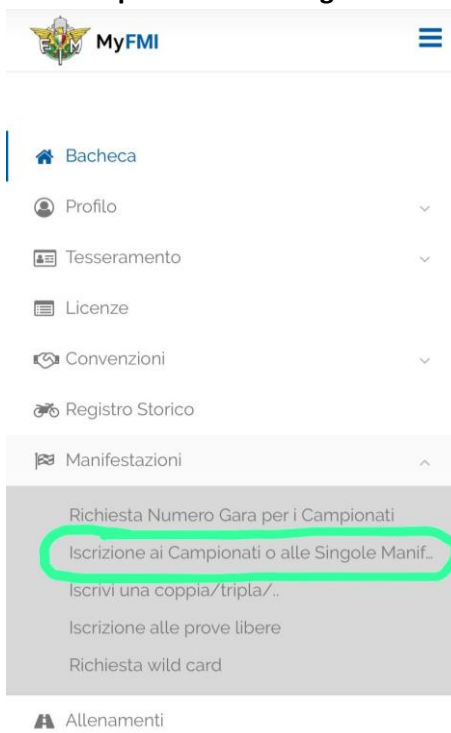 MyFMI
Bacheca
Profilo
Tesseramento
Licenze
Convenzioni
Registro Storico
Manifestazioni
Richiesta Numero Gara per i Campionati
Iscrizione ai Campionati o alle Singole Manif...
Iscrivi una coppia/tripla/..
Iscrizione alle prove libere
Richiesta wild card
Allenamenti